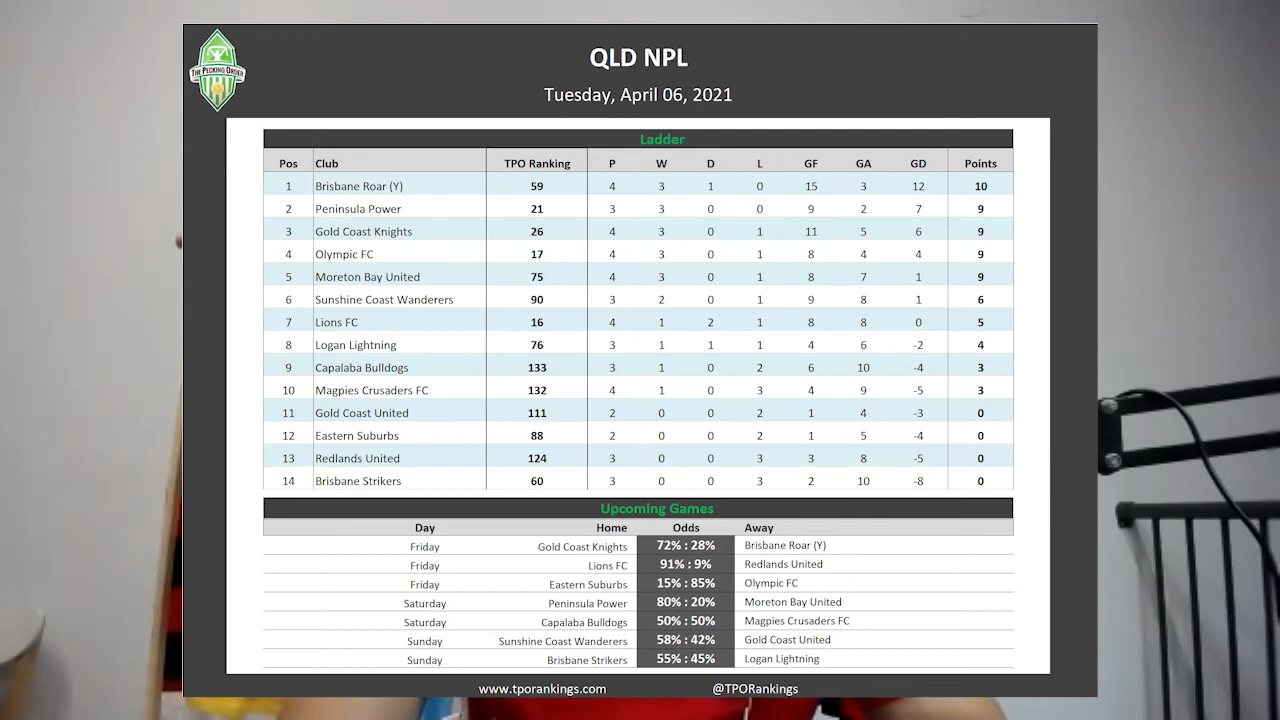 THE PECKING ORDER
QLD NPL
Tuesday, April 06, 2021
Ladder
Pos Club TPO Ranking P W D L GF GA GD Points
1 Brisbane Roar (Y) 59 4 3 1 0 15 3 12 10
2 Peninsula Power 21 3 3 0 0 9 2 7 9
3 Gold Coast Knights 26 4 3 0 1 11 5 6 9
4 Olympic FC 17 4 3 0 1 8 4 4 9
5 Moreton Bay United 75 4 3 0 1 8 7 1 9
6 Sunshine Coast Wanderers 90 3 2 0 1 9 8 1 6
7 Lions FC 16 4 1 2 1 8 8 0 5
8 Logan Lightning 76 3 1 1 1 4 6 -2 4
9 Capalaba Bulldogs 133 3 1 0 2 6 10 -4 3
10 Magpies Crusaders FC 132 4 1 0 3 4 9 -5 3
11 Gold Coast United 111 2 0 0 2 1 4 -3 0
12 Eastern Suburbs 88 2 0 0 2 1 5 -4 0
13 Redlands United 124 3 0 0 3 3 8 -5 0
14 Brisbane Strikers 60 3 0 0 3 2 10 -8 0
Upcoming Games
Day Home Odds Away
Friday Gold Coast Knights 72% : 28% Brisbane Roar (Y)
Friday Lions FC 91% : 9% Redlands United
Friday Eastern Suburbs 15% : 85% Olympic FC
Saturday Peninsula Power 80% : 20% Moreton Bay United
Saturday Capalaba Bulldogs 50% : 50% Magpies Crusaders FC
Sunday Sunshine Coast Wanderers 58% : 42% Gold Coast United
Sunday Brisbane Strikers 55% : 45% Logan Lightning
www.tporankings.com @TPORankings